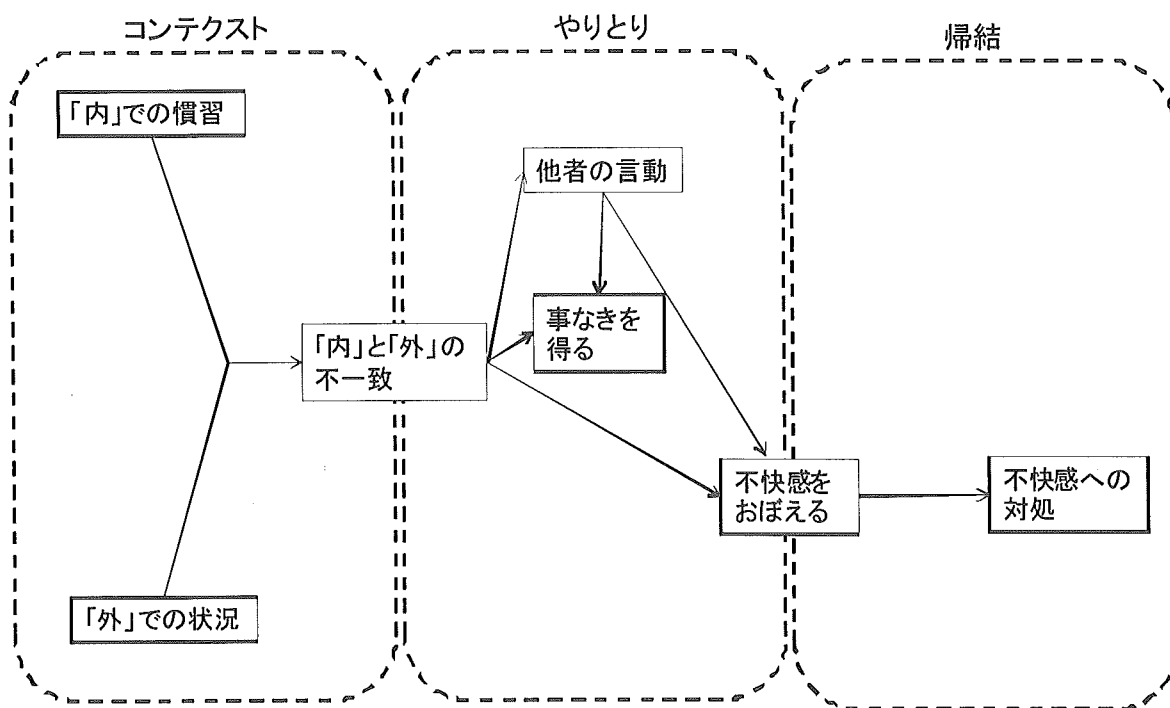 コンテクスト
やりとり
帰結
「内」での慣習
他者の言動
事なきを
得る
「内」と「外」の
不一致
不快感を
おぼえる
不快感への
対処
「外」での状況